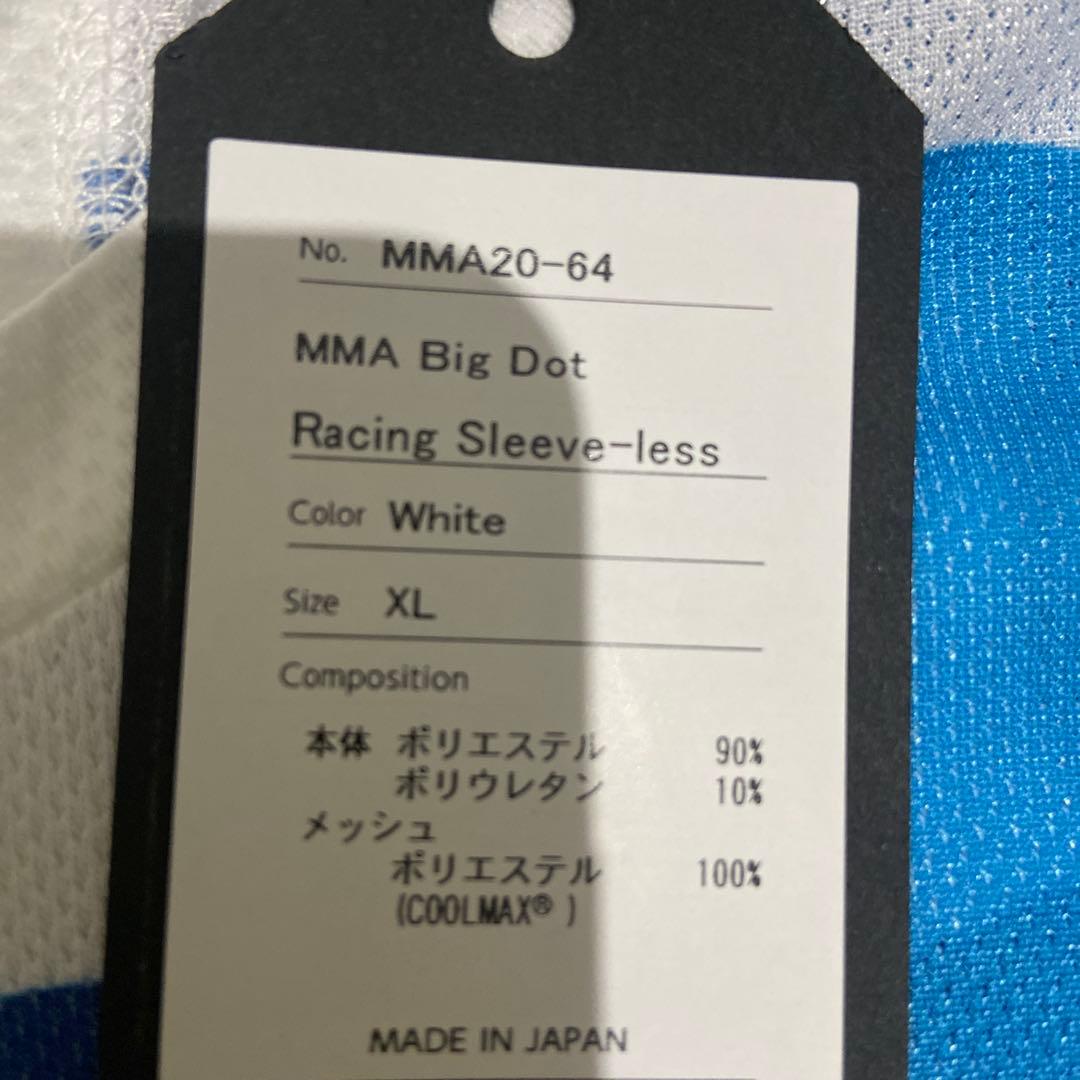 No. MMA20-64
MMA Big Dot
Racing Sleeve-less
Color White
Size XL
Composition
本体 ポリエステル 90%
ポリウレタン 10%
メッシュ
ポリエステル 100%
(COOLMAX® )
MADE IN JAPAN